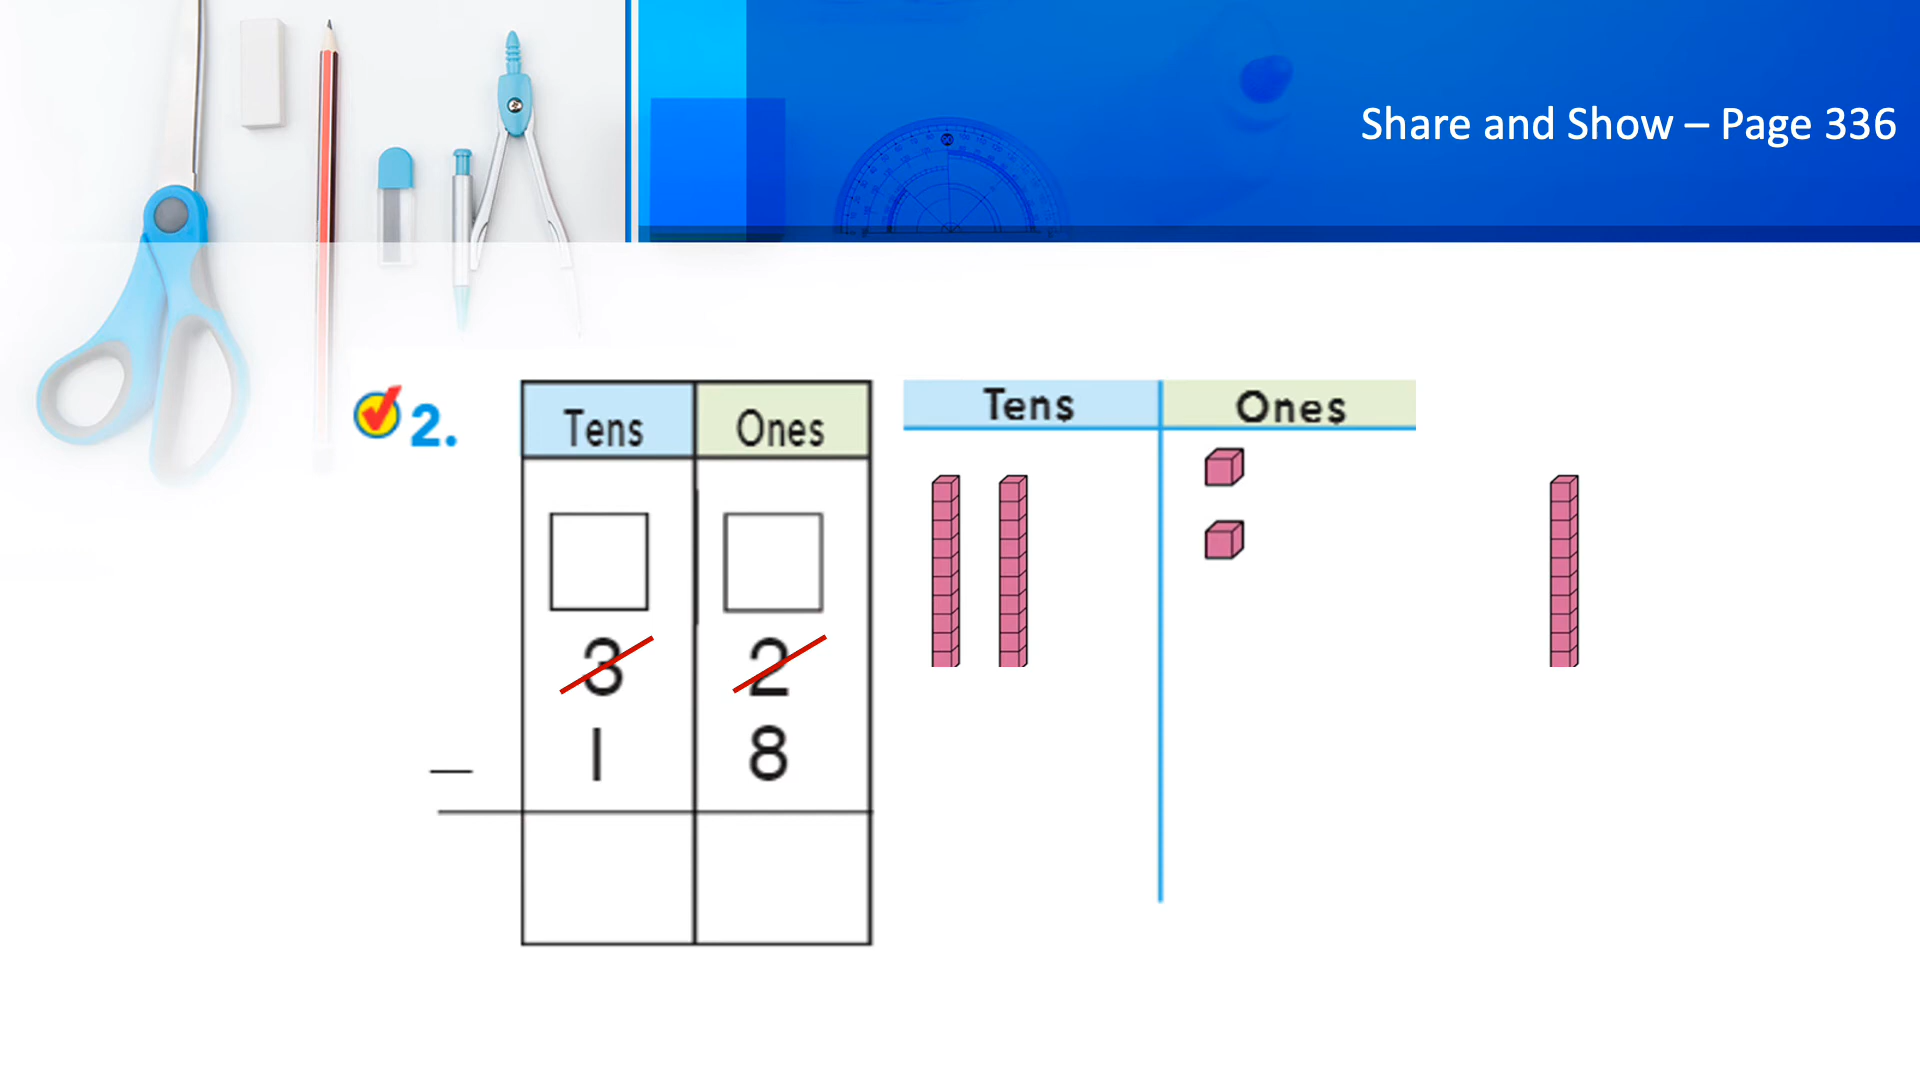 Share and Show – Page 336
2.
Tens Ones
3 2
– 1 8
Tens Ones